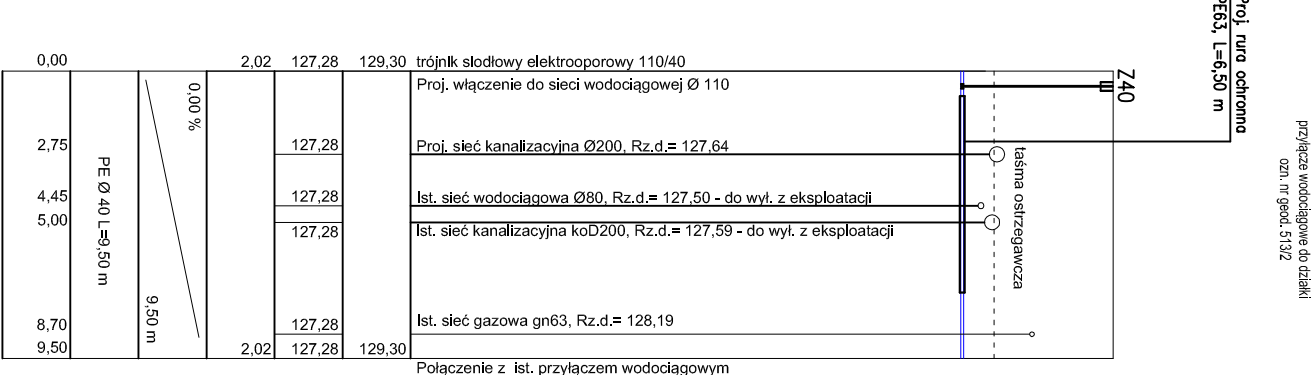 Proj. rura ochronna
PE63, L=6,50 m
przyłącze wodociągowe do działki
ozn. nr geod. 513/2
Z40
0,00
2,02 127,28 129,30 trójnik siodłowy elektrooporowy 110/40
Proj. włączenie do sieci wodociągowej Ø 110
0,00 %
2,75 127,28 Proj. sieć kanalizacyjna Ø200, Rz.d.= 127,64
taśma ostrzegawcza
PE Ø 40 L=9,50 m
4,45 127,28 Ist. sieć wodociągowa Ø80, Rz.d.= 127,50 - do wył. z eksploatacji
5,00 127,28 Ist. sieć kanalizacyjna koD200, Rz.d.= 127,59 - do wył. z eksploatacji
9,50 m
8,70 127,28 Ist. sieć gazowa gn63, Rz.d.= 128,19
9,50 2,02 127,28 129,30
Połączenie z ist. przyłączem wodociągowym